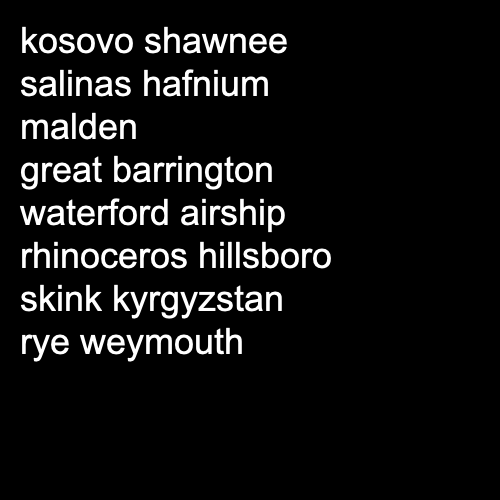 kosovo shawnee
salinas hafnium
malden
great barrington
waterford airship
rhinoceros hillsboro
skink kyrgyzstan
rye weymouth